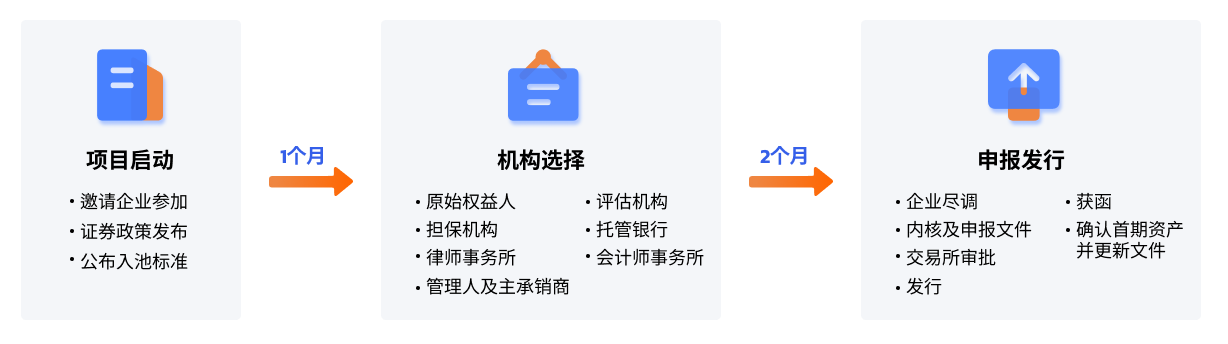 项目启动
• 邀请企业参加
• 证券政策发布
• 公布入池标准
1个月
机构选择
• 原始权益人
• 担保机构
• 律师事务所
• 管理人及主承销商
• 评估机构
• 托管银行
• 会计师事务所
2个月
申报发行
• 企业尽调
• 内核及申报文件
• 交易所审批
• 发行
• 获函
• 确认首期资产
并更新文件